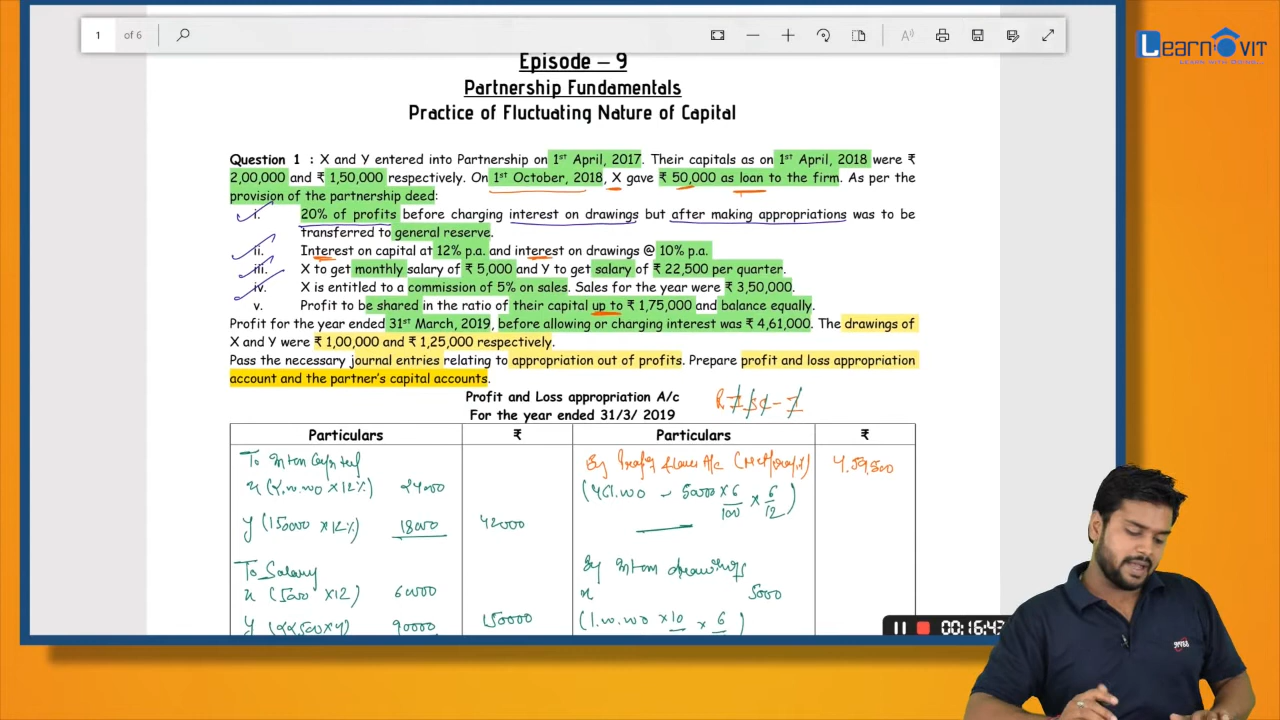 1 of 6
LearnOVIT
Episode – 9
Partnership Fundamentals
Practice of Fluctuating Nature of Capital
Question 1 : X and Y entered into Partnership on 1st April, 2017. Their capitals as on 1st April, 2018 were ₹
2,00,000 and ₹ 1,50,000 respectively. On 1st October, 2018, X gave ₹ 50,000 as loan to the firm. As per the
provision of the partnership deed:
i. 20% of profits before charging interest on drawings but after making appropriations was to be
transferred to general reserve.
ii. Interest on capital at 12% p.a. and interest on drawings @ 10% p.a.
iii. X to get monthly salary of ₹ 5,000 and Y to get salary of ₹ 22,500 per quarter.
iv. X is entitled to a commission of 5% on sales. Sales for the year were ₹ 3,50,000.
v. Profit to be shared in the ratio of their capital up to ₹ 1,75,000 and balance equally.
Profit for the year ended 31st March, 2019, before allowing or charging interest was ₹ 4,61,000. The drawings of
X and Y were ₹ 1,00,000 and ₹ 1,25,000 respectively.
Pass the necessary journal entries relating to appropriation out of profits. Prepare profit and loss appropriation
account and the partner's capital accounts.
Profit and Loss appropriation A/c
For the year ended 31/3/ 2019
Particulars ₹ Particulars ₹
To Int on Capital
x (2,00,000 x 12%) 24000
y (150000 x 12%) 18000 42000
To Salary
x (5000 x 12) 60000
y (22500 x 4) 90000 150000
By Profit & Loss A/c (Net Profit) 4,59,500
(461,000 - 50000 x 6/100 x 6/12)
By Int on drawings
x 5000
(1,00,000 x 10 x 6)
00:16:43